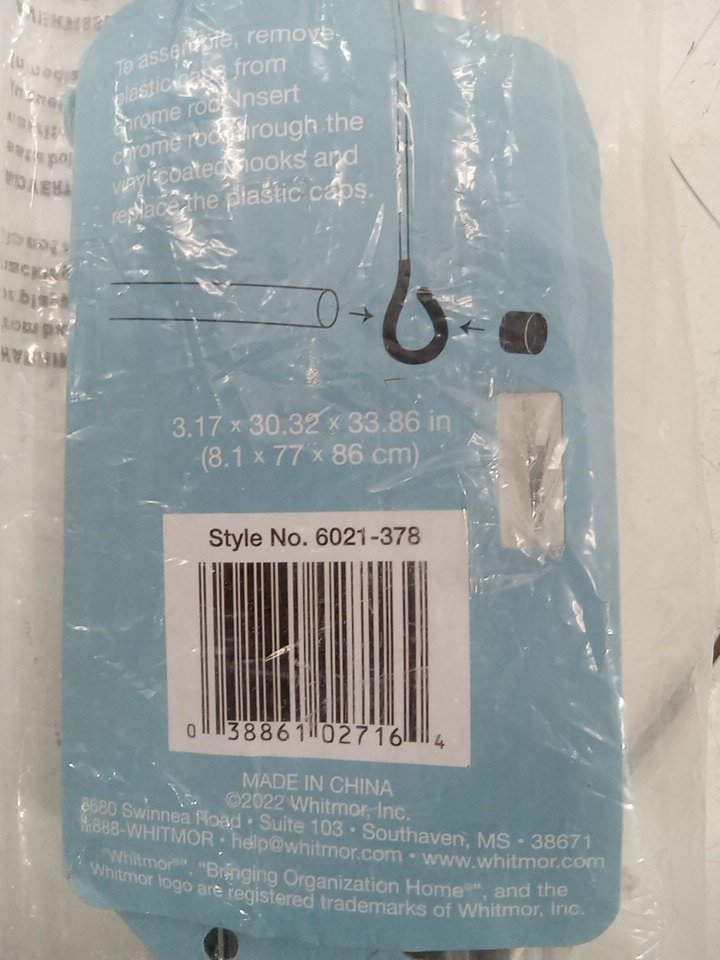 To assemble, remove
plastic caps from
chrome rod. Insert
chrome rod through the
vinyl coated hooks and
replace the plastic caps.
3.17 x 30.32 x 33.86 in
(8.1 x 77 x 86 cm)
Style No. 6021-378
0 38861 02716 4
MADE IN CHINA
©2022 Whitmor, Inc.
8680 Swinnea Road • Suite 103 • Southaven, MS • 38671
1-888-WHITMOR • help@whitmor.com • www.whitmor.com
"Whitmor®", "Bringing Organization Home®", and the
Whitmor logo are registered trademarks of Whitmor, Inc.